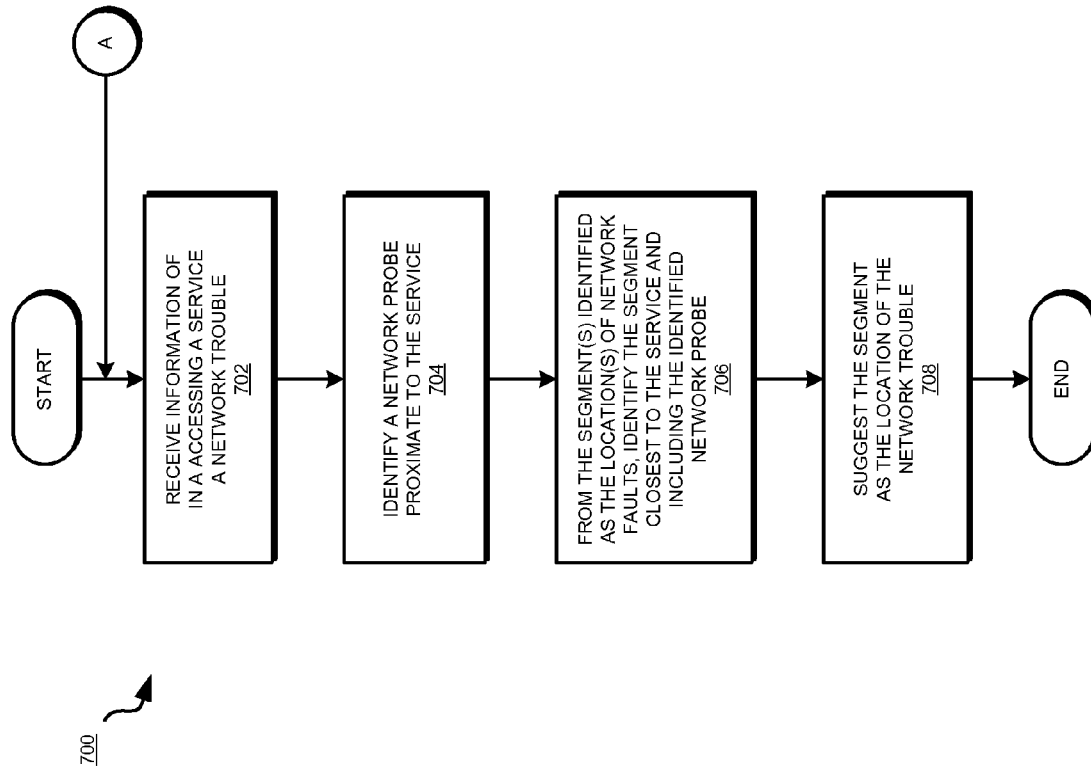 700
START
A
RECEIVE INFORMATION OF
IN A ACCESSING A SERVICE
A NETWORK TROUBLE
702
IDENTIFY A NETWORK PROBE
PROXIMATE TO THE SERVICE
704
FROM THE SEGMENT(S) IDENTIFIED
AS THE LOCATION(S) OF NETWORK
FAULTS, IDENTIFY THE SEGMENT
CLOSEST TO THE SERVICE AND
INCLUDING THE IDENTIFIED
NETWORK PROBE
706
SUGGEST THE SEGMENT
AS THE LOCATION OF THE
NETWORK TROUBLE
708
END